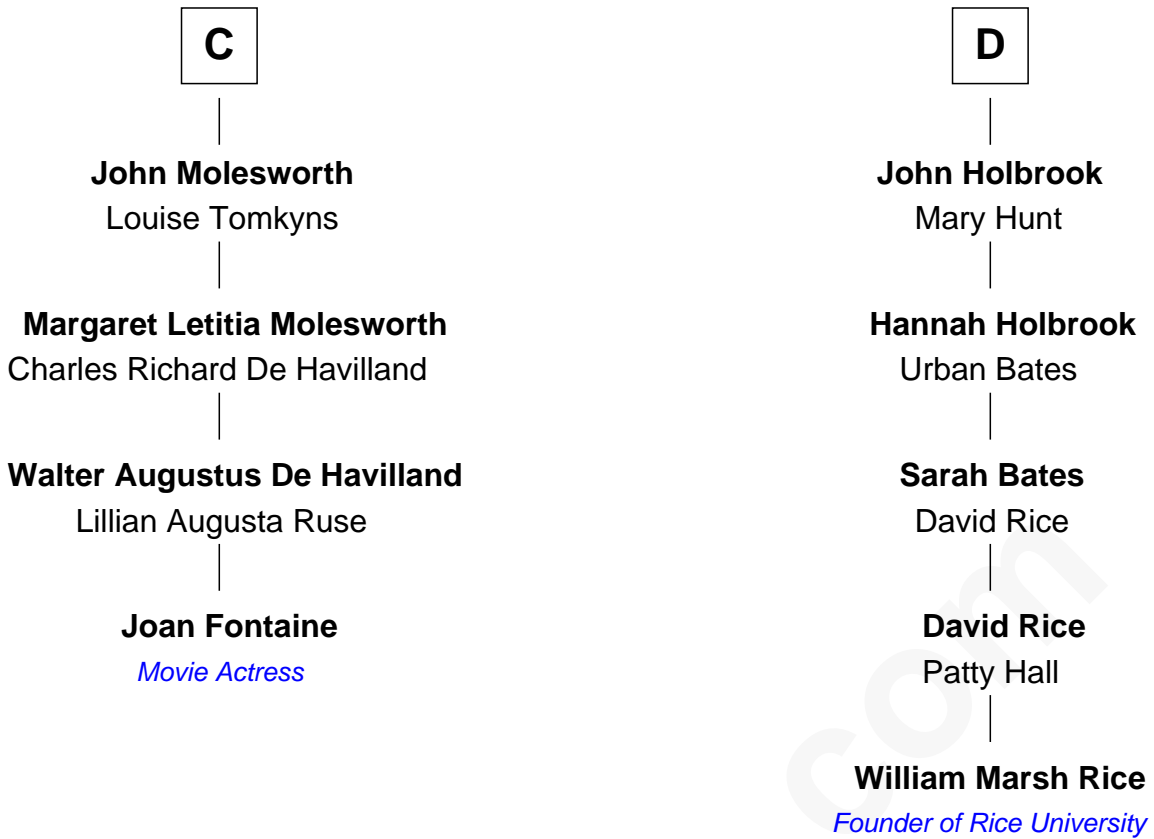 C
John Molesworth
Louise Tomkyns
Margaret Letitia Molesworth
Charles Richard De Havilland
Walter Augustus De Havilland
Lillian Augusta Ruse
Joan Fontaine
Movie Actress
D
John Holbrook
Mary Hunt
Hannah Holbrook
Urban Bates
Sarah Bates
David Rice
David Rice
Patty Hall
William Marsh Rice
Founder of Rice University
com